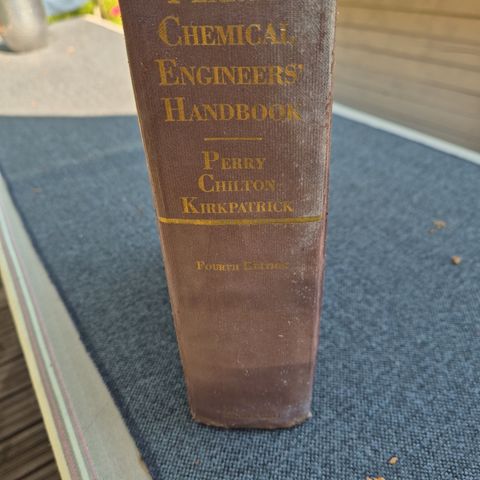 CHEMICAL
ENGINEERS'
HANDBOOK
PERRY
CHILTON
KIRKPATRICK
FOURTH EDITION